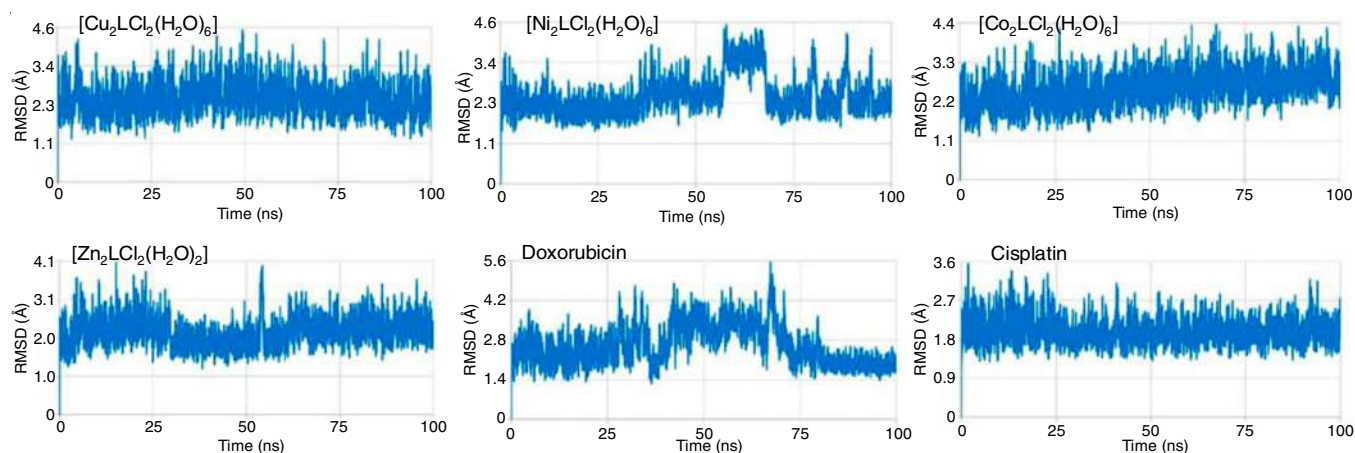 [Cu₂LCl₂(H₂O)₆]
4.6
3.4
2.3
1.1
0
RMSD (Å)
0 25 50 75 100
Time (ns)
[Ni₂LCl₂(H₂O)₆]
4.6
3.4
2.3
1.1
0
RMSD (Å)
0 25 50 75 100
Time (ns)
[Co₂LCl₂(H₂O)₆]
4.4
3.3
2.2
1.1
0
RMSD (Å)
0 25 50 75 100
Time (ns)
[Zn₂LCl₂(H₂O)₂]
4.1
3.1
2.0
1.0
0
RMSD (Å)
0 25 50 75 100
Time (ns)
Doxorubicin
5.6
4.2
2.8
1.4
0
RMSD (Å)
0 25 50 75 100
Time (ns)
Cisplatin
3.6
2.7
1.8
0.9
0
RMSD (Å)
0 25 50 75 100
Time (ns)